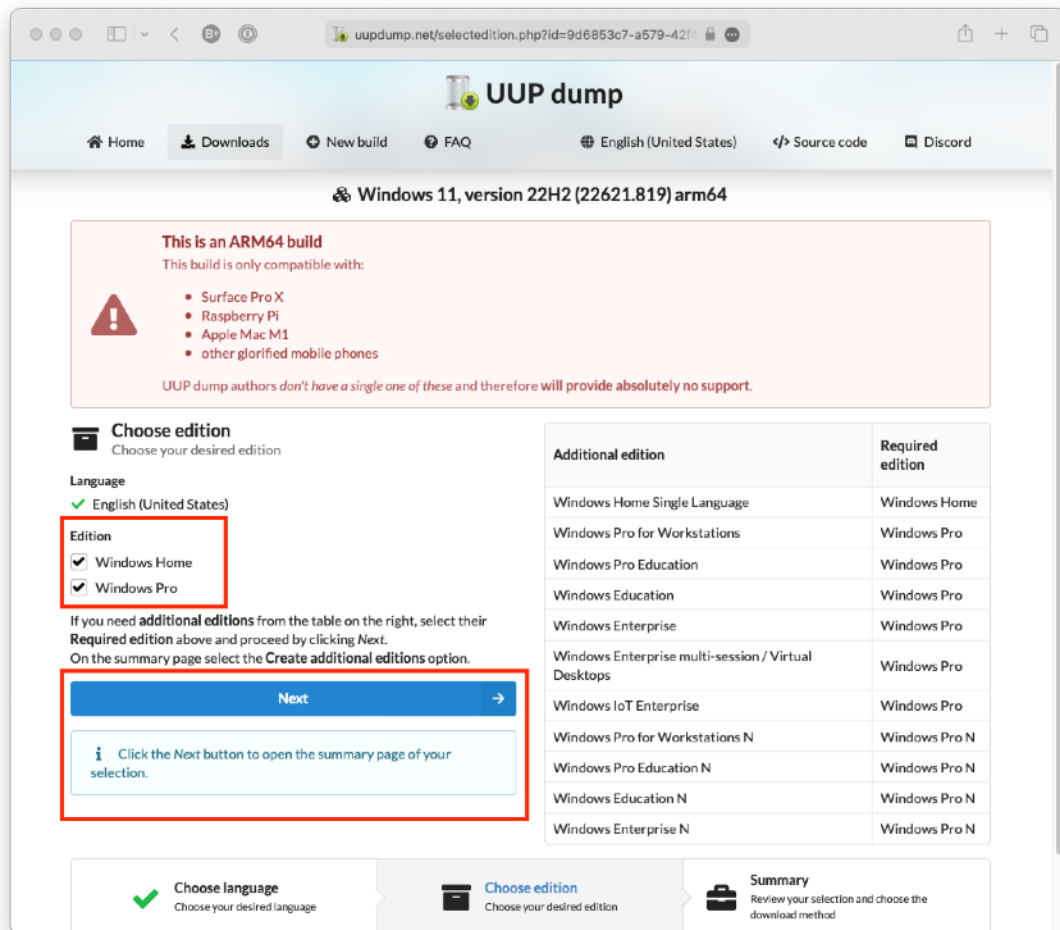 uupdump.net/selectedition.php?id=9d6853c7-a579-42f
UUP dump
Home
Downloads
New build
FAQ
English (United States)
</> Source code
Discord
Windows 11, version 22H2 (22621.819) arm64
This is an ARM64 build
This build is only compatible with:
• Surface Pro X
• Raspberry Pi
• Apple Mac M1
• other glorified mobile phones
UUP dump authors don't have a single one of these and therefore will provide absolutely no support.
Choose edition
Choose your desired edition
Language
English (United States)
Edition
Windows Home
Windows Pro
If you need additional editions from the table on the right, select their
Required edition above and proceed by clicking Next.
On the summary page select the Create additional editions option.
Next
Click the Next button to open the summary page of your
selection.
Additional edition
Required
edition
Windows Home Single Language
Windows Home
Windows Pro for Workstations
Windows Pro
Windows Pro Education
Windows Pro
Windows Education
Windows Pro
Windows Enterprise
Windows Pro
Windows Enterprise multi-session / Virtual
Desktops
Windows Pro
Windows IoT Enterprise
Windows Pro
Windows Pro for Workstations N
Windows Pro N
Windows Pro Education N
Windows Pro N
Windows Education N
Windows Pro N
Windows Enterprise N
Windows Pro N
Choose language
Choose your desired language
Choose edition
Choose your desired edition
Summary
Review your selection and choose the
download method